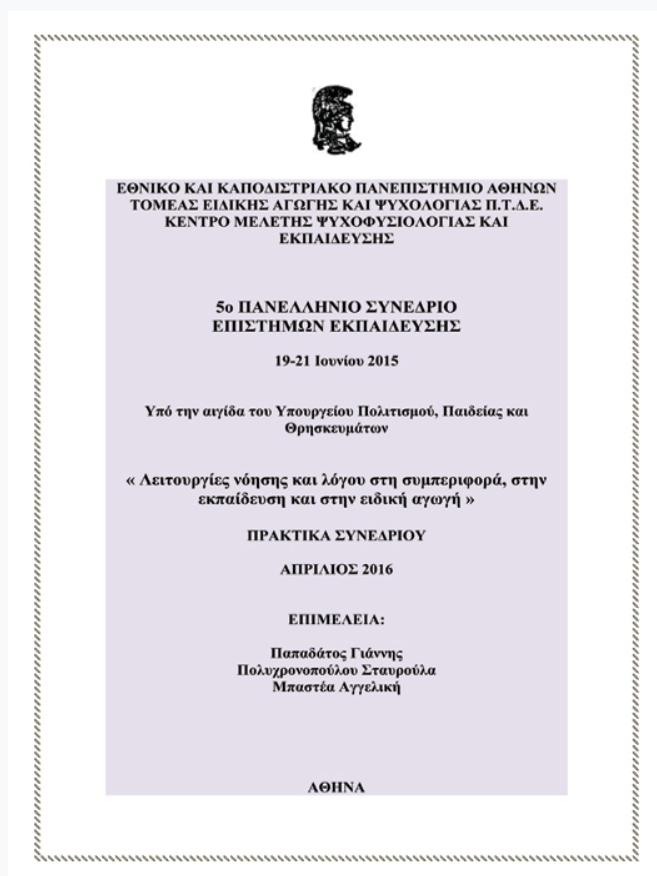 ΕΘΝΙΚΟ ΚΑΙ ΚΑΠΟΔΙΣΤΡΙΑΚΟ ΠΑΝΕΠΙΣΤΗΜΙΟ ΑΘΗΝΩΝ
ΤΟΜΕΑΣ ΕΙΔΙΚΗΣ ΑΓΩΓΗΣ ΚΑΙ ΨΥΧΟΛΟΓΙΑΣ Π.Τ.Δ.Ε.
ΚΕΝΤΡΟ ΜΕΛΕΤΗΣ ΨΥΧΟΦΥΣΙΟΛΟΓΙΑΣ ΚΑΙ
ΕΚΠΑΙΔΕΥΣΗΣ
5ο ΠΑΝΕΛΛΗΝΙΟ ΣΥΝΕΔΡΙΟ
ΕΠΙΣΤΗΜΩΝ ΕΚΠΑΙΔΕΥΣΗΣ
19-21 Ιουνίου 2015
Υπό την αιγίδα του Υπουργείου Πολιτισμού, Παιδείας και
Θρησκευμάτων
« Λειτουργίες νόησης και λόγου στη συμπεριφορά, στην
εκπαίδευση και στην ειδική αγωγή »
ΠΡΑΚΤΙΚΑ ΣΥΝΕΔΡΙΟΥ
ΑΠΡΙΛΙΟΣ 2016
ΕΠΙΜΕΛΕΙΑ:
Παπαδάτος Γιάννης
Πολυχρονοπούλου Σταυρούλα
Μπαστέα Αγγελική
ΑΘΗΝΑ